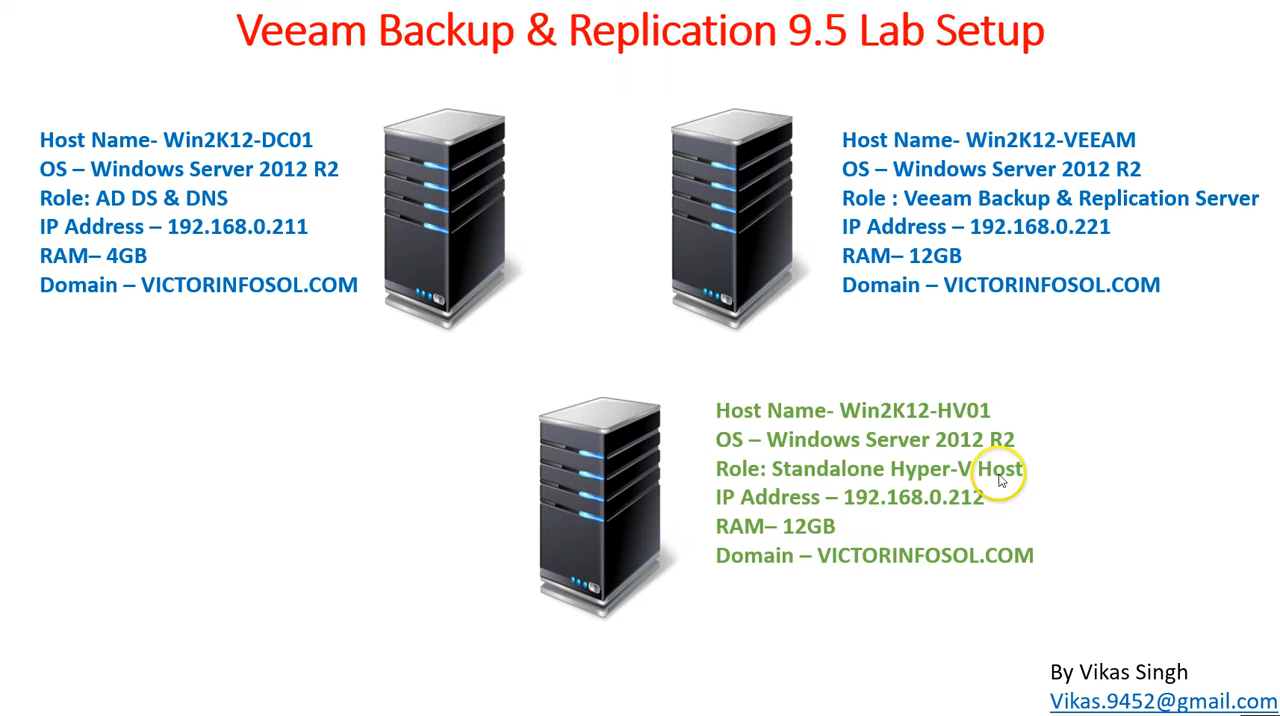 Veeam Backup & Replication 9.5 Lab Setup
Host Name- Win2K12-DC01
OS – Windows Server 2012 R2
Role: AD DS & DNS
IP Address – 192.168.0.211
RAM– 4GB
Domain – VICTORINFOSOL.COM
Host Name- Win2K12-VEEAM
OS – Windows Server 2012 R2
Role : Veeam Backup & Replication Server
IP Address – 192.168.0.221
RAM– 12GB
Domain – VICTORINFOSOL.COM
Host Name- Win2K12-HV01
OS – Windows Server 2012 R2
Role: Standalone Hyper-V Host
IP Address – 192.168.0.212
RAM– 12GB
Domain – VICTORINFOSOL.COM
By Vikas Singh
Vikas.9452@gmail.com